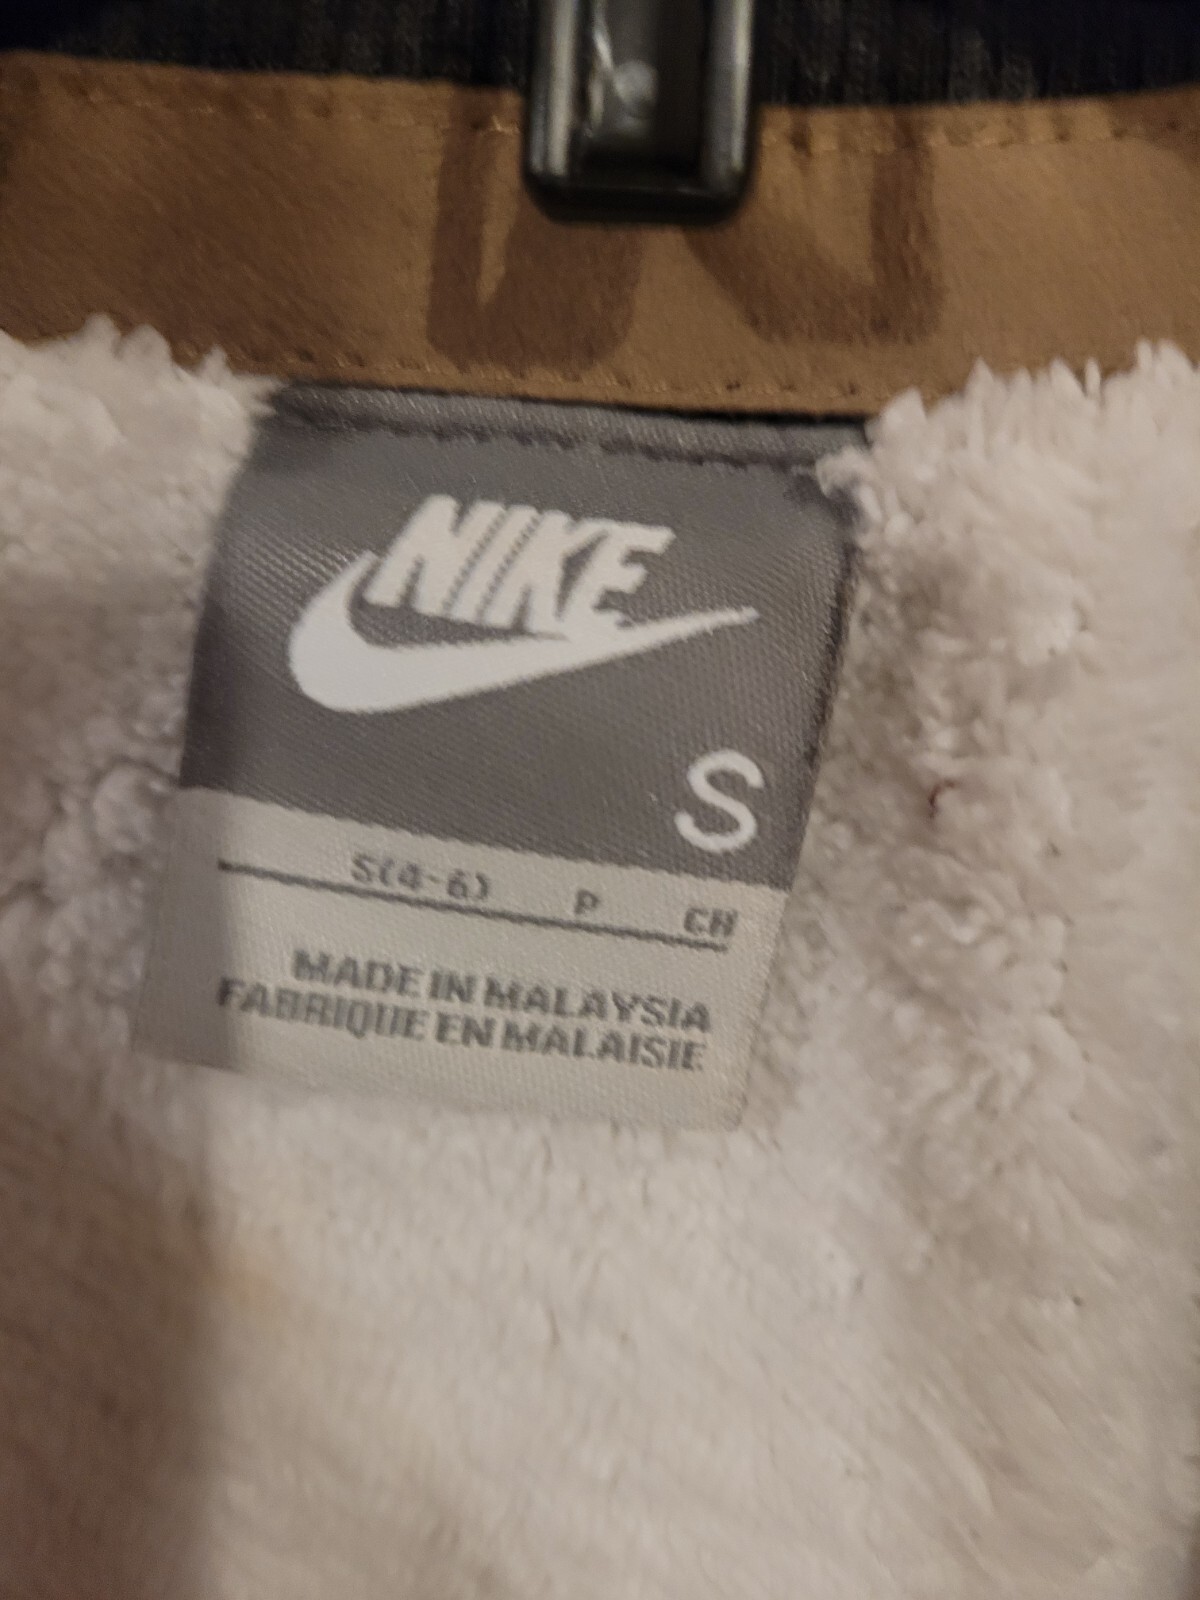 NIKE
S
S(4-6) P CH
MADE IN MALAYSIA
FABRIQUE EN MALAISIE